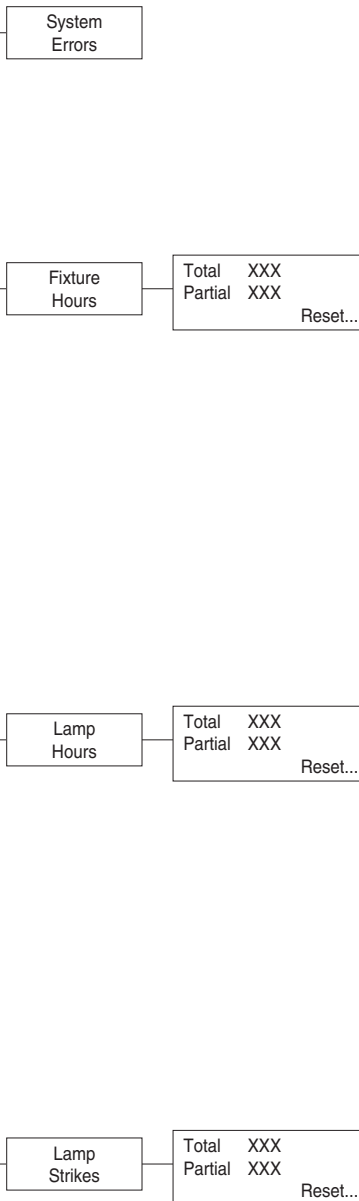 System
Errors
Fixture
Hours
Total XXX
Partial XXX
Reset...
Lamp
Hours
Total XXX
Partial XXX
Reset...
Lamp
Strikes
Total XXX
Partial XXX
Reset...